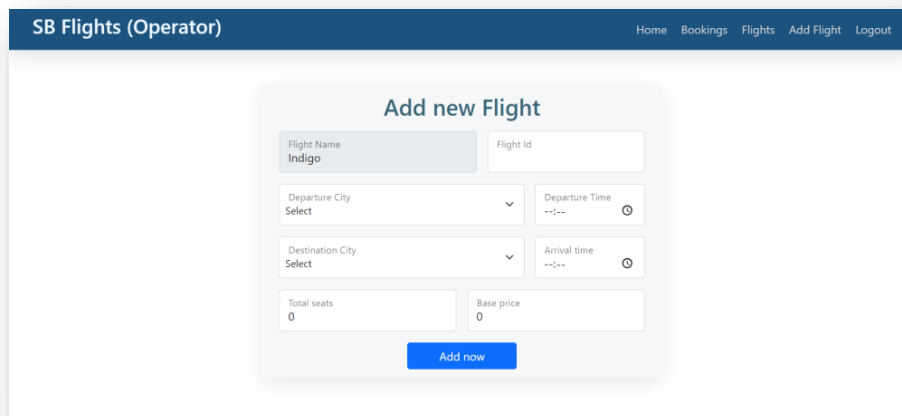 SB Flights (Operator)
Home Bookings Flights Add Flight Logout
Add new Flight
Flight Name
Indigo
Flight Id
Departure City
Select
Departure Time
--:--
Destination City
Select
Arrival time
--:--
Total seats
0
Base price
0
Add now